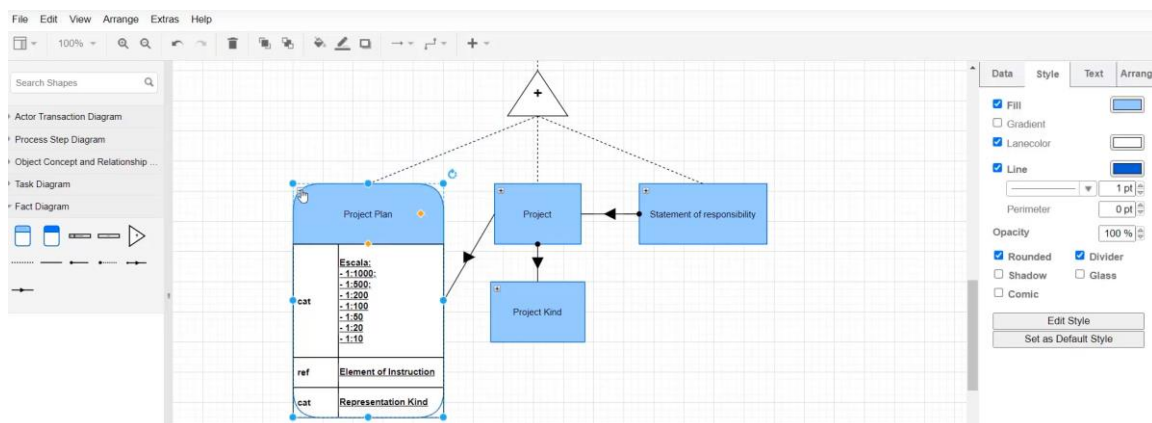 File Edit View Arrange Extras Help
100%
Search Shapes
Actor Transaction Diagram
Process Step Diagram
Object Concept and Relationship ...
Task Diagram
Fact Diagram
+
Project Plan
Project
Statement of responsibility
Escala:
- 1:1000;
- 1:500;
- 1:200
- 1:100
- 1:50
- 1:20
- 1:10
cat
Project Kind
ref Element of Instruction
cat Representation Kind
Data Style Text Arrang
Fill
Gradient
Lanecolor
Line
1 pt
Perimeter 0 pt
Opacity 100 %
Rounded Divider
Shadow Glass
Comic
Edit Style
Set as Default Style